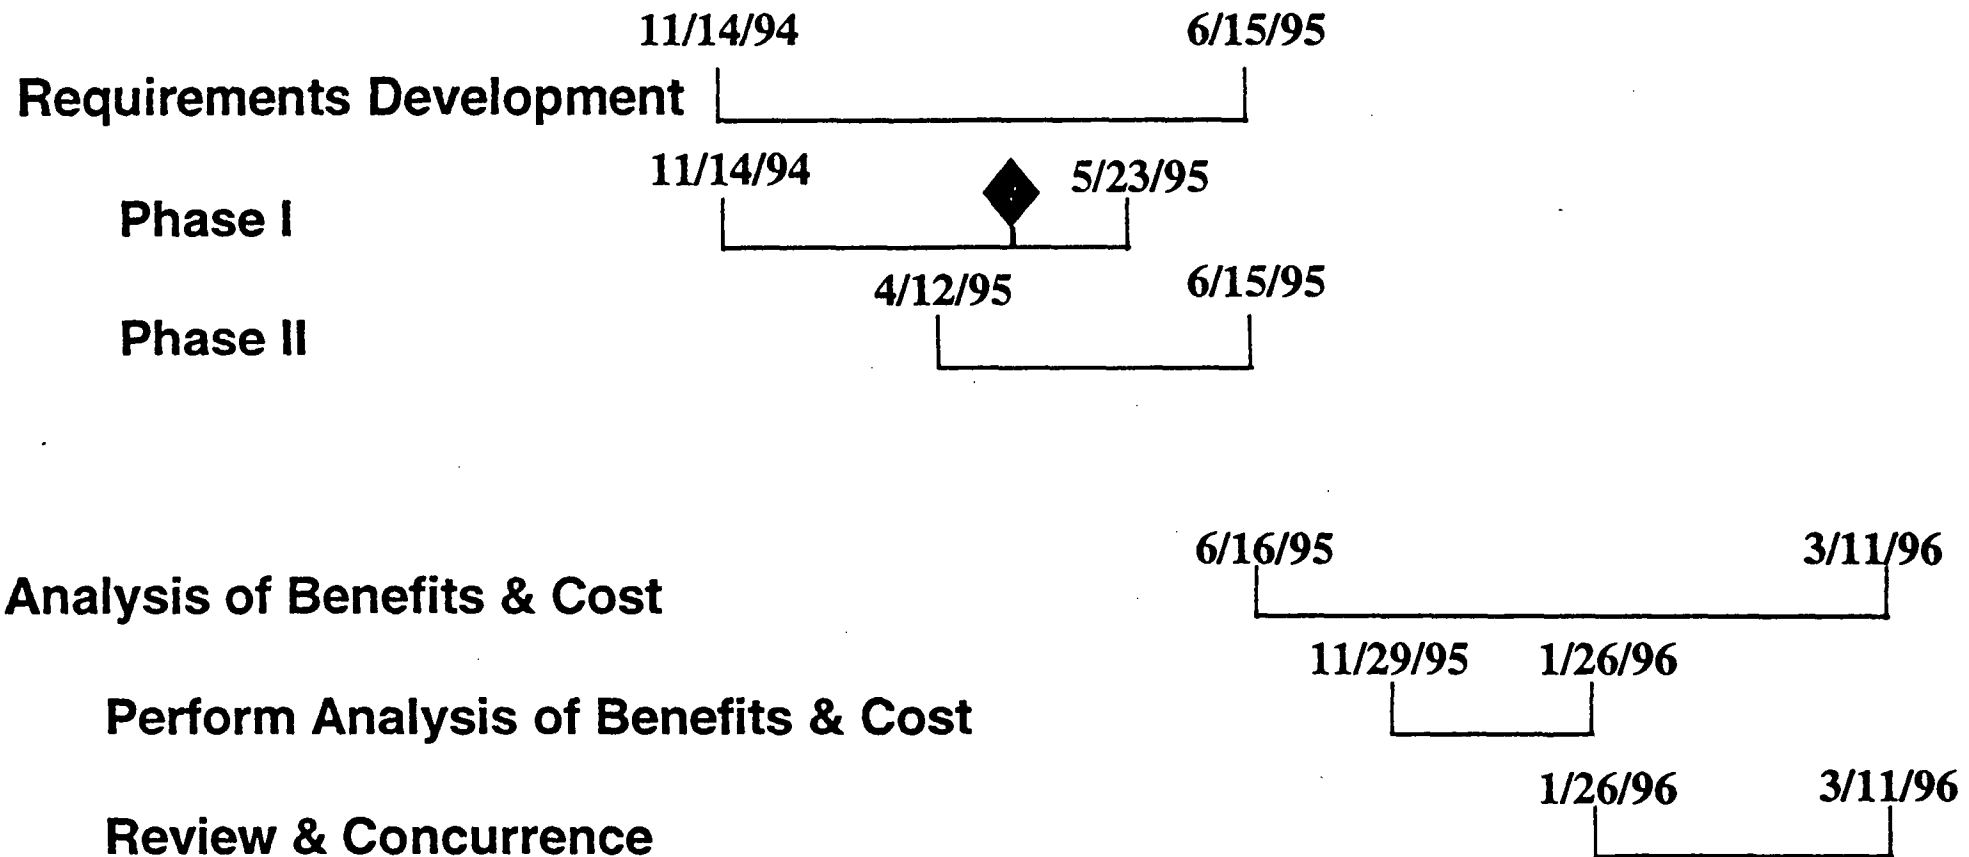 11/14/94 6/15/95
Requirements Development
11/14/94 5/23/95
Phase I
4/12/95 6/15/95
Phase II
6/16/95 3/11/96
Analysis of Benefits & Cost
11/29/95 1/26/96
Perform Analysis of Benefits & Cost
1/26/96 3/11/96
Review & Concurrence